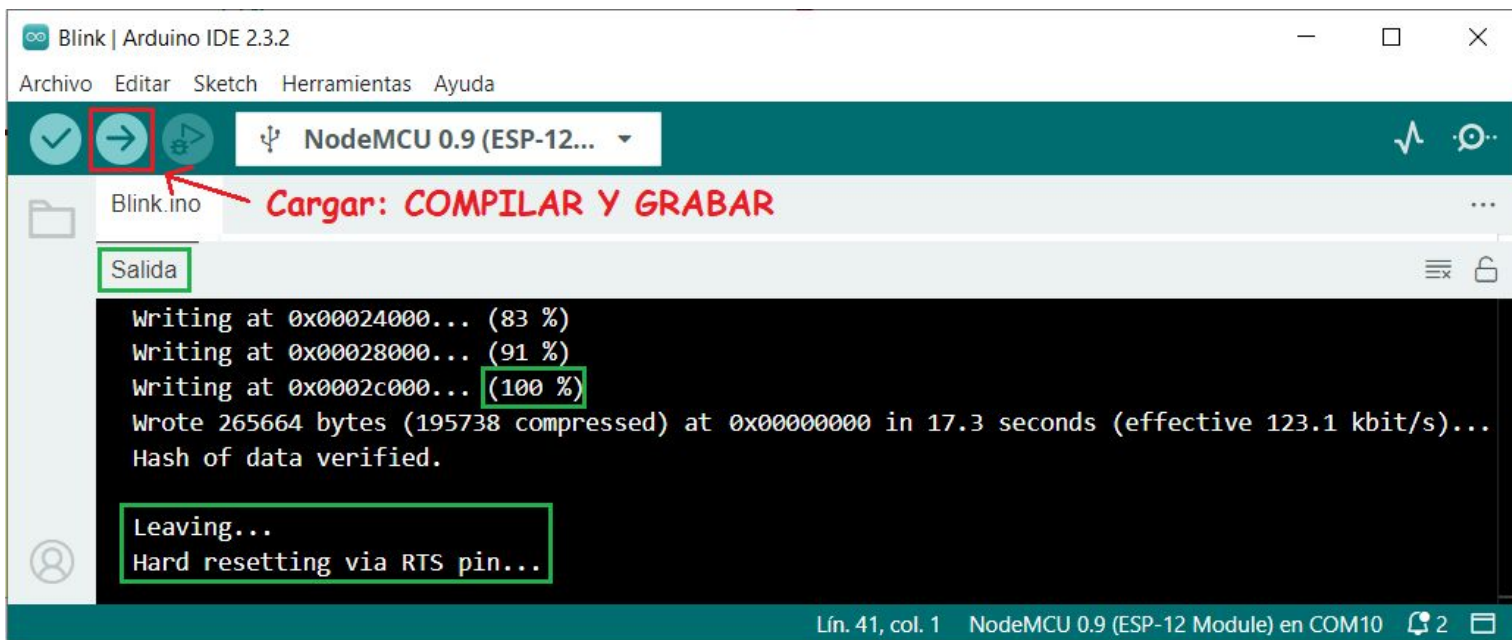 Blink | Arduino IDE 2.3.2
Archivo Editar Sketch Herramientas Ayuda
NodeMCU 0.9 (ESP-12...
Blink.ino
Cargar: COMPILAR Y GRABAR
Salida
Writing at 0x00024000... (83 %)
Writing at 0x00028000... (91 %)
Writing at 0x0002c000... (100 %)
Wrote 265664 bytes (195738 compressed) at 0x00000000 in 17.3 seconds (effective 123.1 kbit/s)...
Hash of data verified.
Leaving...
Hard resetting via RTS pin...
Lín. 41, col. 1 NodeMCU 0.9 (ESP-12 Module) en COM10 2